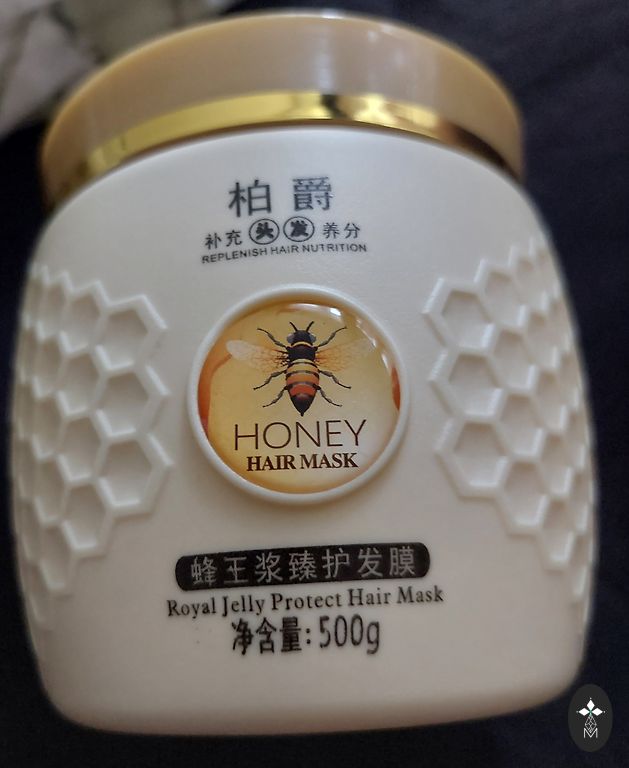 柏爵
补充头发养分
REPLENISH HAIR NUTRITION
HONEY
HAIR MASK
蜂王浆臻护发膜
Royal Jelly Protect Hair Mask
净含量:500g
M